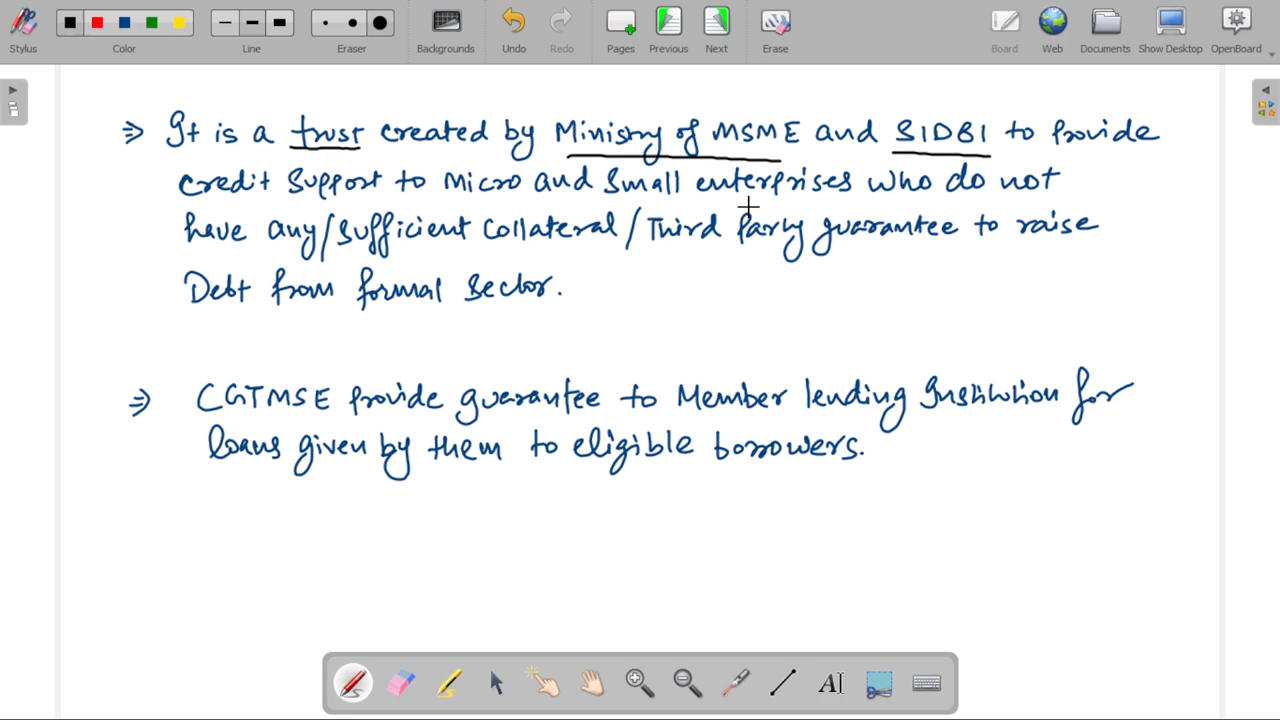 Stylus
Color
Line
Eraser
Backgrounds
Undo
Redo
Pages
Previous
Next
Erase
Board
Web
Documents
Show Desktop
OpenBoard
⇒ It is a trust created by Ministry of MSME and SIDBI to Provide
credit Support to Micro and Small enterprises who do not
have any/Sufficient Collateral/Third Party guarantee to raise
Debt from formal Sector.
⇒ CGTMSE Provide guarantee to Member lending Institution for
loans given by them to eligible borrowers.
AI